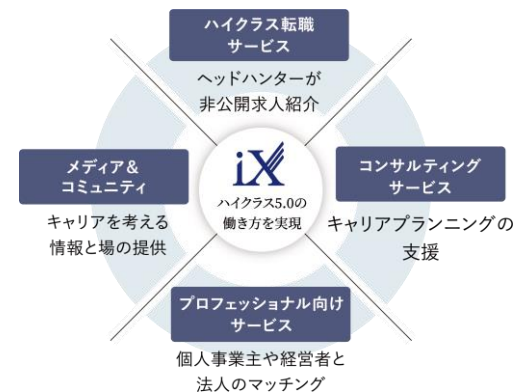 ハイクラス転職
サービス
ヘッドハンターが
非公開求人紹介
メディア&
コミュニティ
キャリアを考える
情報と場の提供
iX
ハイクラス5.0の
働き方を実現
コンサルティング
サービス
キャリアプランニングの
支援
プロフェッショナル向け
サービス
個人事業主や経営者と
法人のマッチング